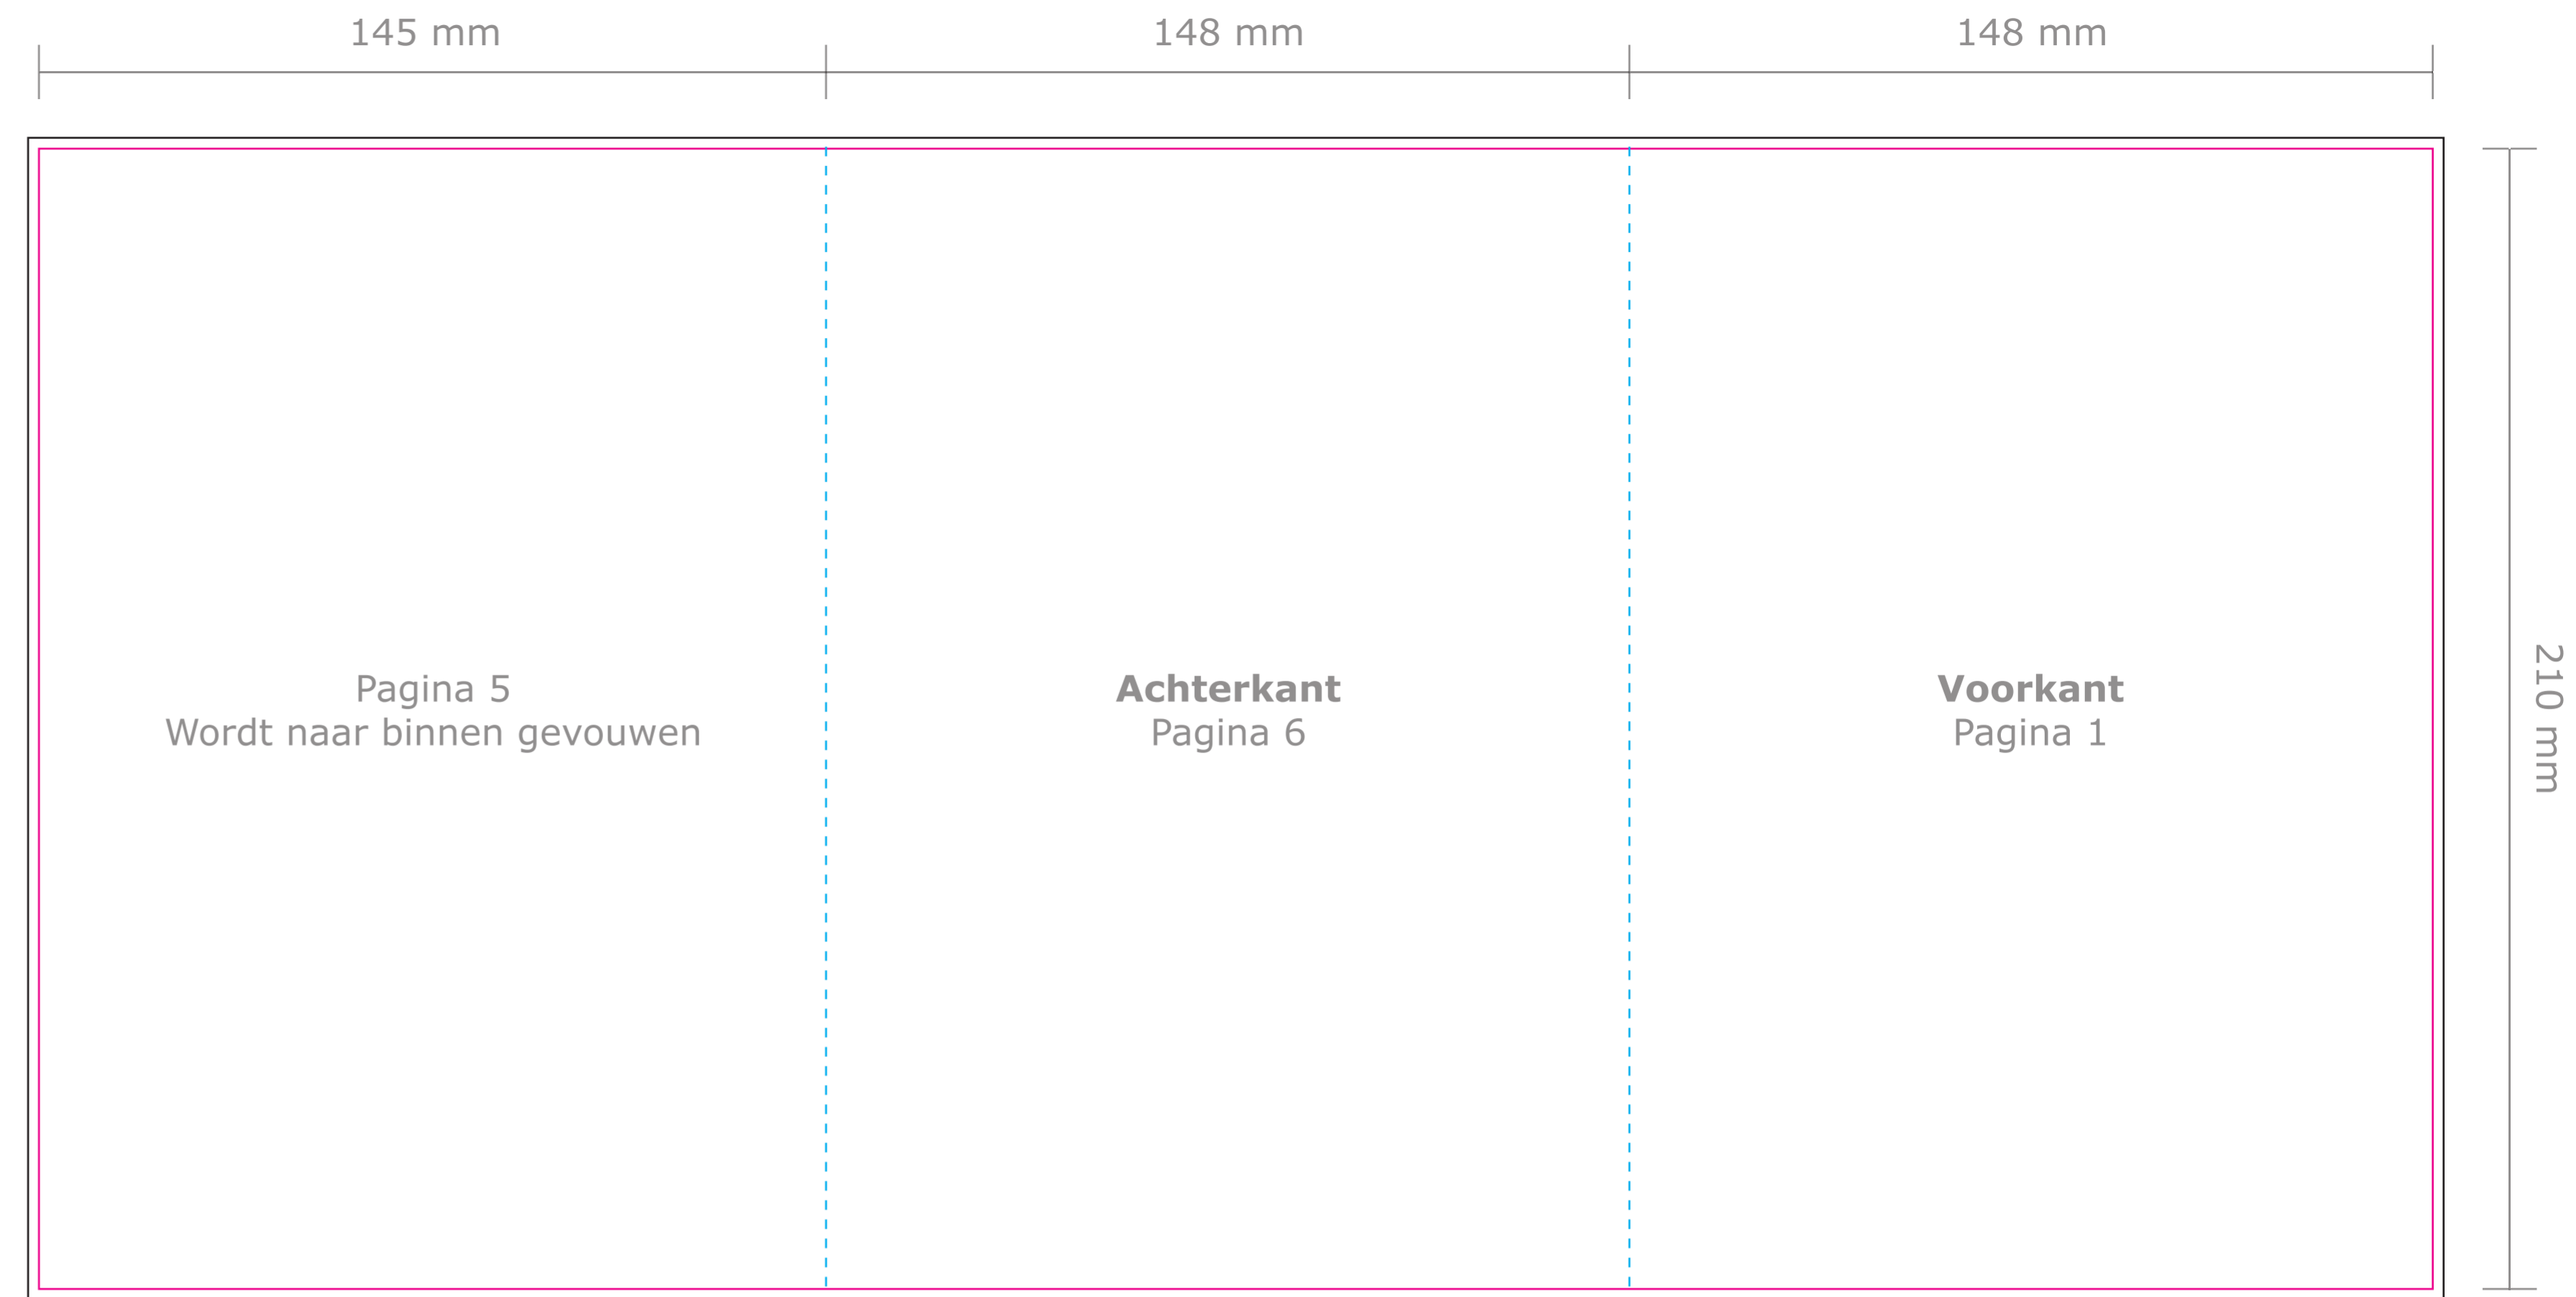 145 mm
148 mm
148 mm
Pagina 5
Wordt naar binnen gevouwen
Achterkant
Pagina 6
Voorkant
Pagina 1
210 mm